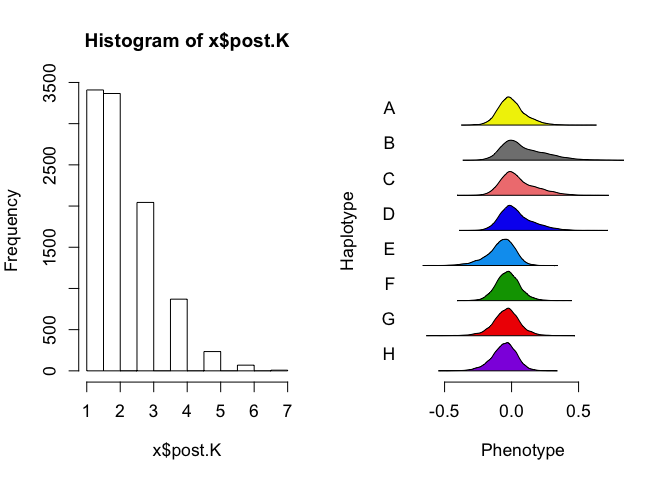 Histogram of x$post.K
Frequency
0
500
1500
2500
3500
1 2 3 4 5 6 7
x$post.K
Haplotype
A
B
C
D
E
F
G
H
-0.5 0.0 0.5
Phenotype